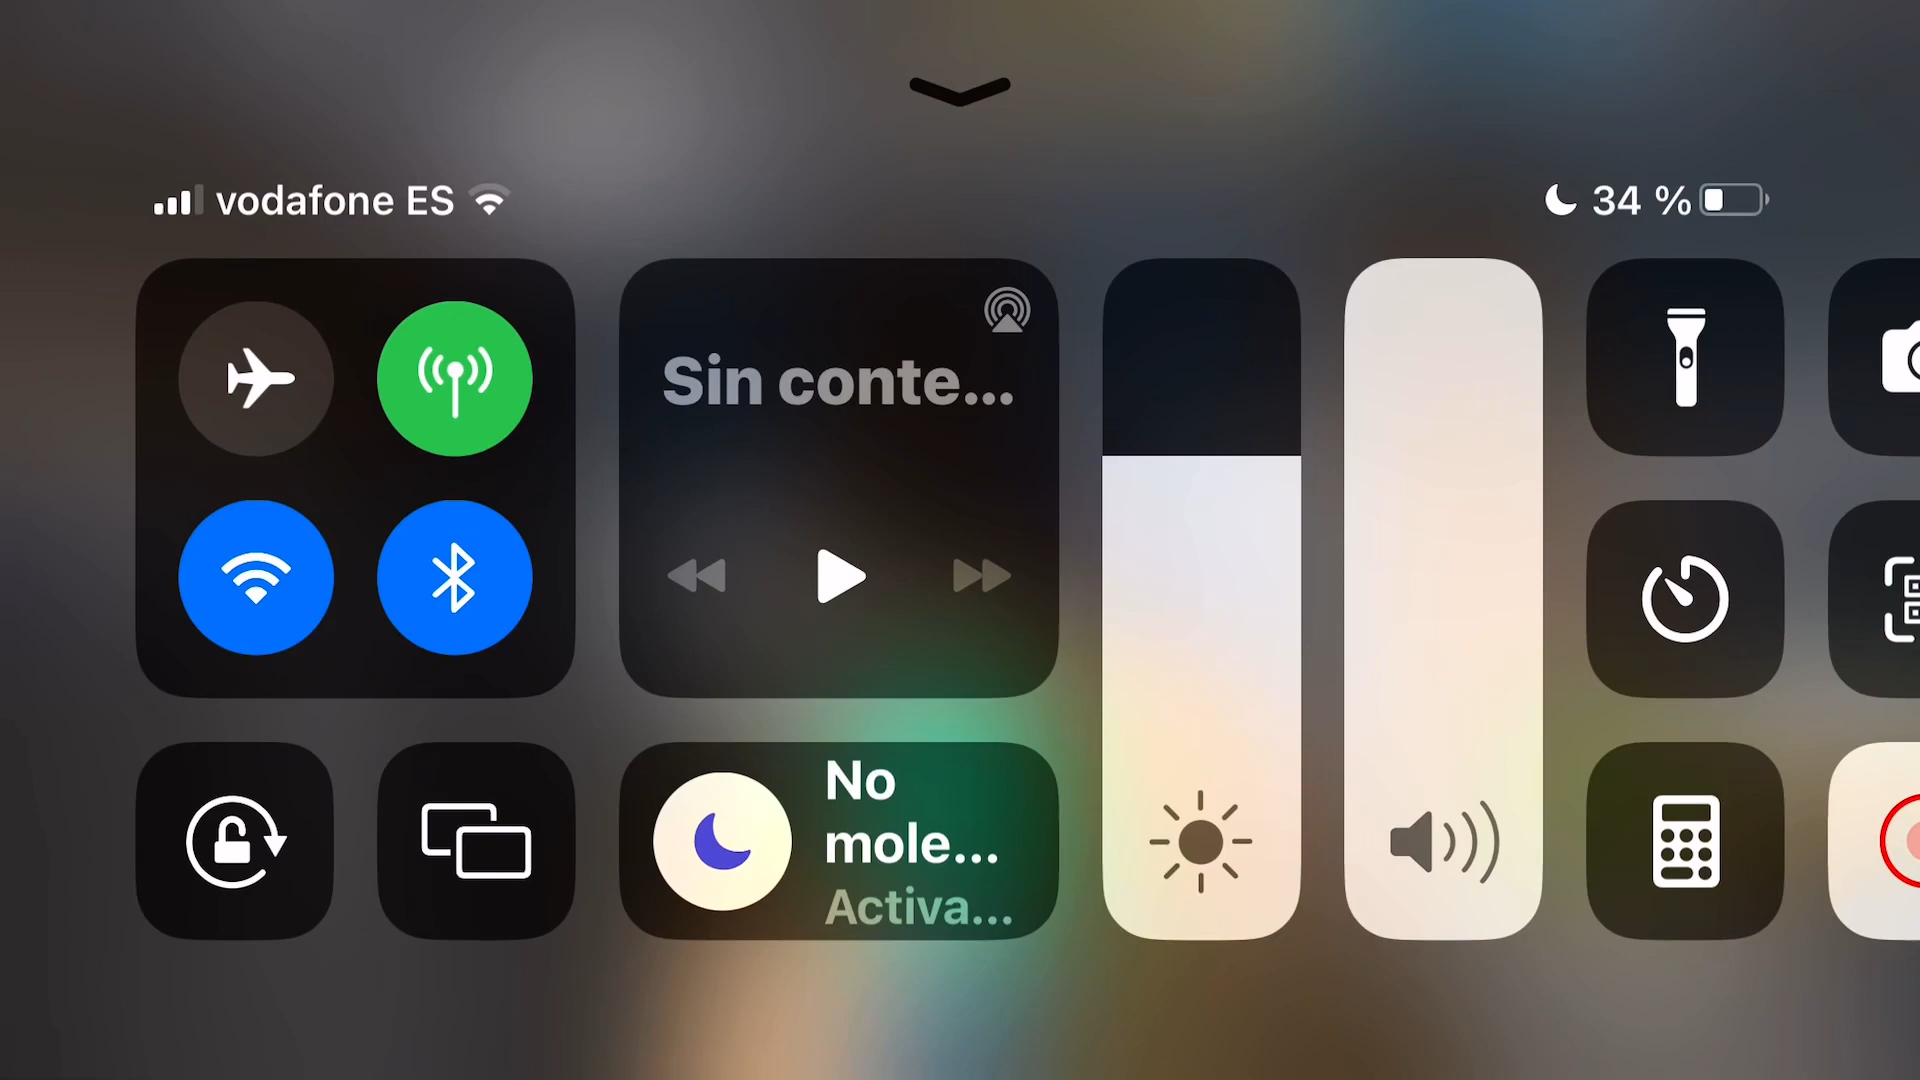 vodafone ES
34 %
Sin conte...
No
mole...
Activa...